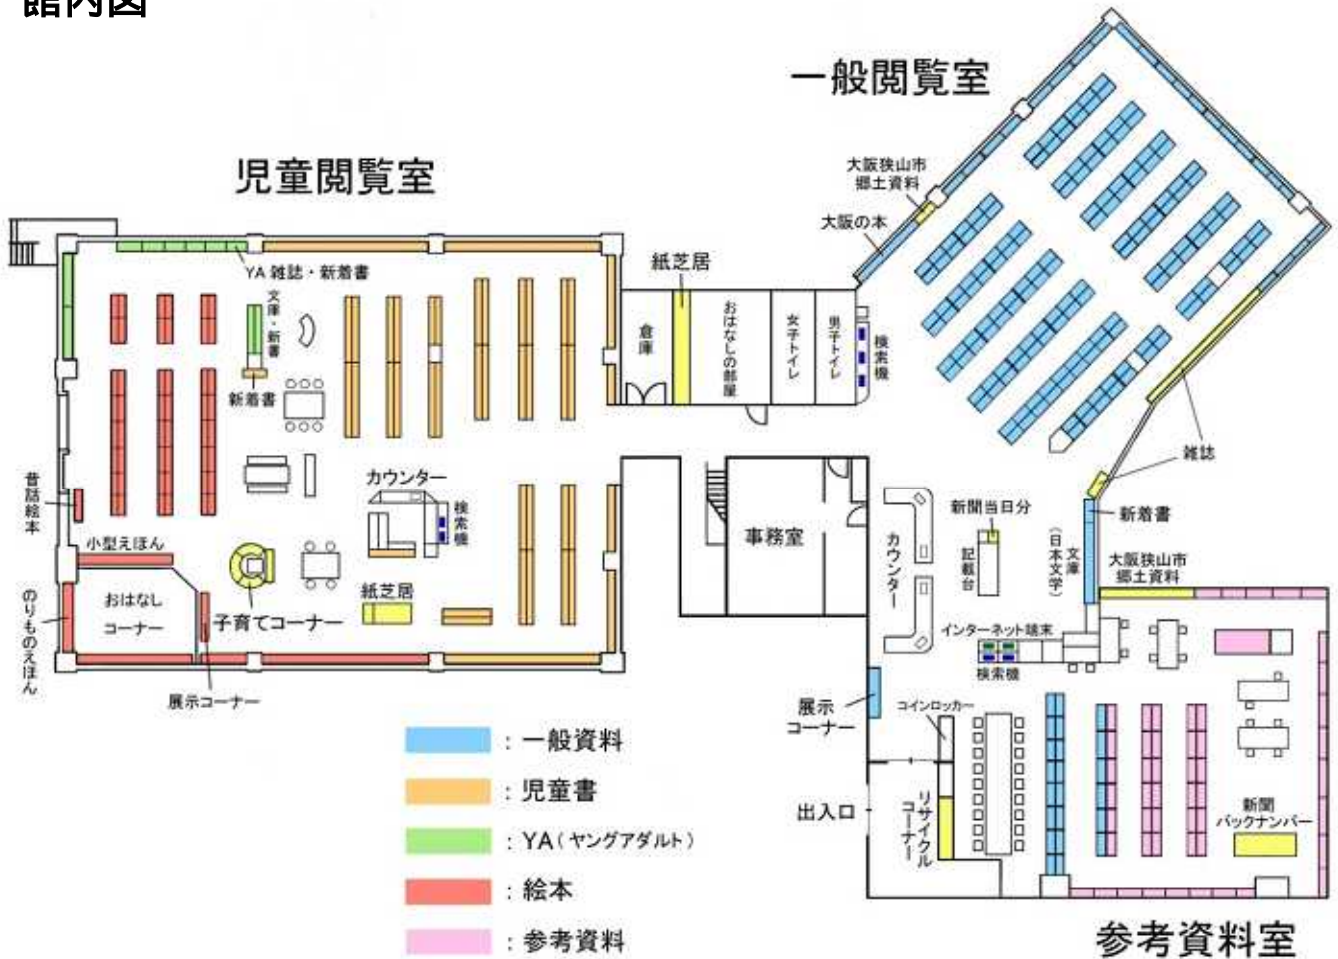 館内図
一般閲覧室
児童閲覧室
大阪狭山市
郷土資料
大阪の本
YA 雑誌・新着書
文庫・新書
新着書
紙芝居
倉庫
おはなしの部屋
女子トイレ
男子トイレ
検索機
雑誌
昔話絵本
カウンター
検索機
小型えほん
おはなし
コーナー
のりものえほん
子育てコーナー
紙芝居
展示コーナー
事務室
カウンター
新聞当日分
記載台
新着書
文庫
(日本文学)
大阪狭山市
郷土資料
インターネット端末
検索機
展示
コーナー
コインロッカー
出入口
リサイクル
コーナー
新聞
バックナンバー
参考資料室
：一般資料
：児童書
：YA(ヤングアダルト)
：絵本
：参考資料